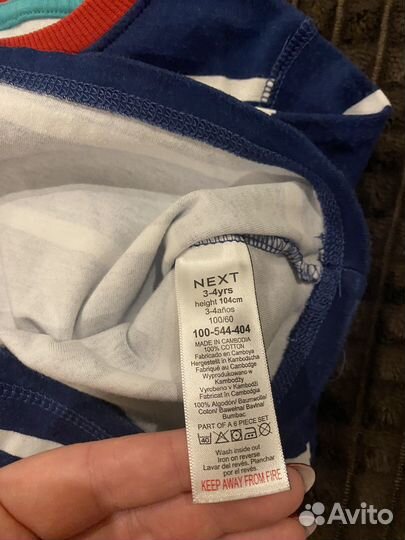 NEXT
3-4yrs
height 104cm
3-4años
100/60
100-544-404
MADE IN CAMBODIA
100% COTTON
Fabricado en Camboya
Hergestellt in Kambodscha
Fabriqué au Cambodge
Wyprodukowano w
Kambodży
Vyrobeno v Kambodži
Fabricat în Cambodgia
100% Algodón/ Baumwolle/
Coton/ Bawełna/ Bavlna/
Bumbac
PART OF A 6 PIECE SET
40
Wash inside out
Iron on reverse
Lavar del revés. Planchar
por el revés.
KEEP AWAY FROM FIRE
Avito